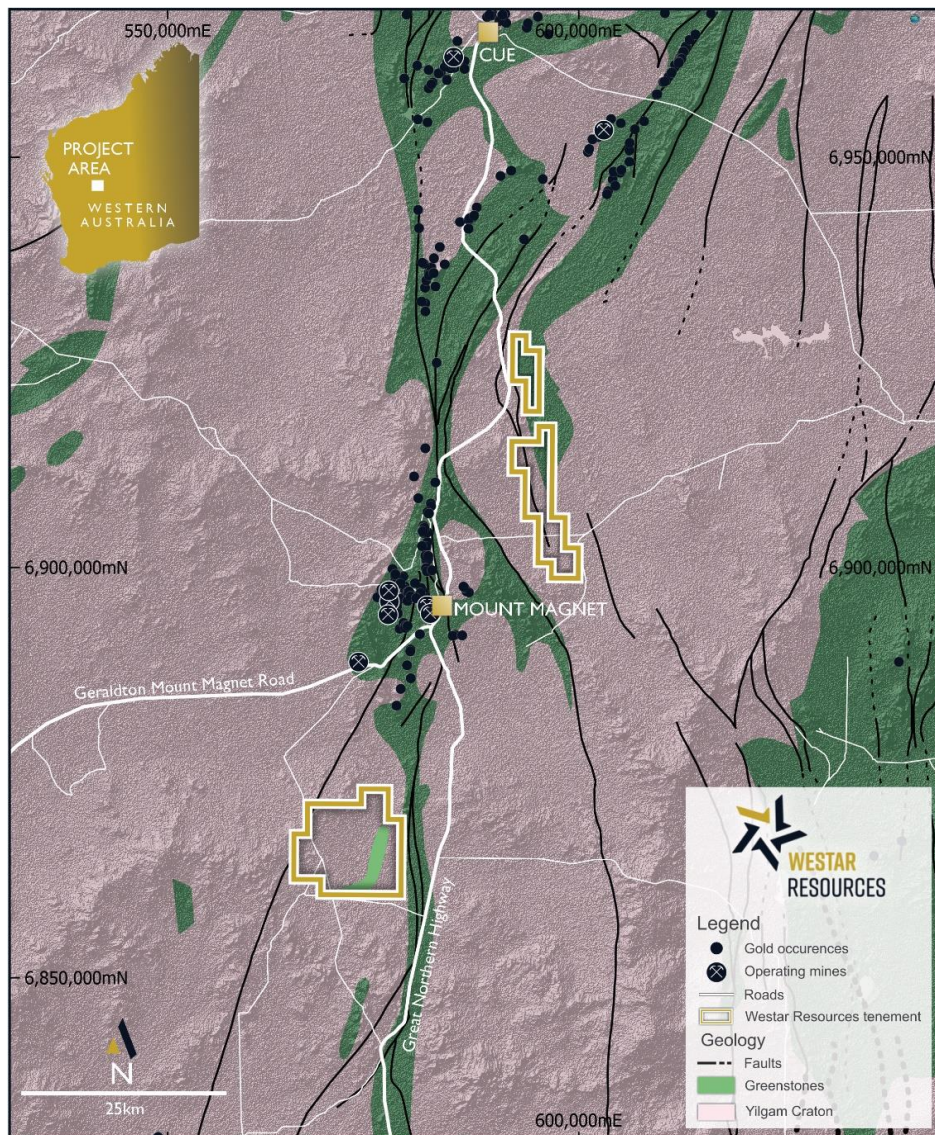 550,000mE
600,000mE
CUE
PROJECT
AREA
WESTERN
AUSTRALIA
6,950,000mN
6,900,000mN
6,900,000mN
MOUNT MAGNET
Geraldton Mount Magnet Road
Great Northern Highway
6,850,000mN
N
25km
600,000mE
WESTAR
RESOURCES
Legend
Gold occurences
Operating mines
Roads
Westar Resources tenement
Geology
Faults
Greenstones
Yilgam Craton